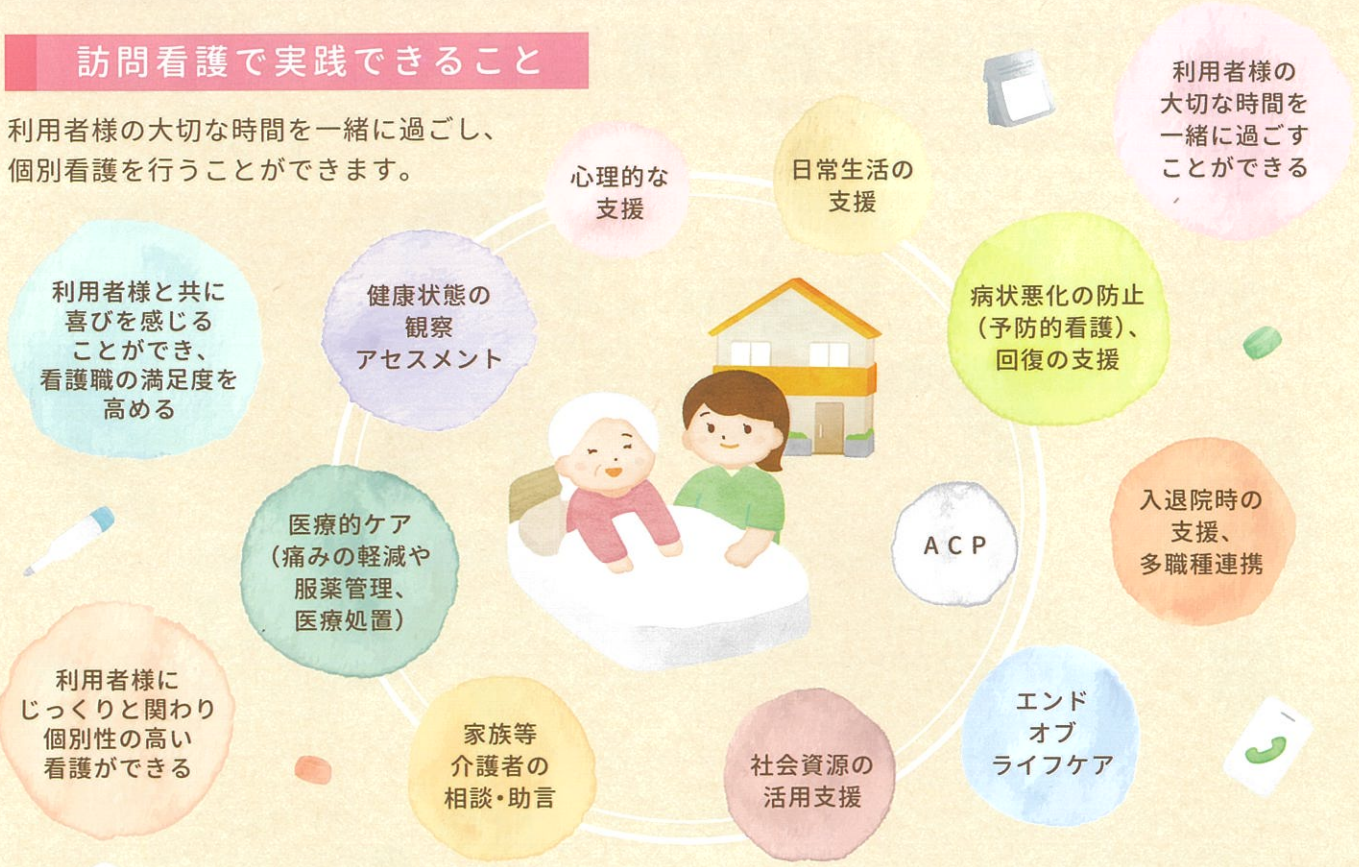 訪問看護で実践できること
利用者様の大切な時間を一緒に過ごし、
個別看護を行うことができます。
心理的な
支援
日常生活の
支援
利用者様の
大切な時間を
一緒に過ごす
ことができる
利用者様と共に
喜びを感じる
ことができ、
看護職の満足度を
高める
健康状態の
観察
アセスメント
病状悪化の防止
（予防的看護）、
回復の支援
医療的ケア
（痛みの軽減や
服薬管理、
医療処置）
ACP
入退院時の
支援、
多職種連携
利用者様に
じっくりと関わり
個別性の高い
看護ができる
家族等
介護者の
相談・助言
社会資源の
活用支援
エンド
オブ
ライフケア